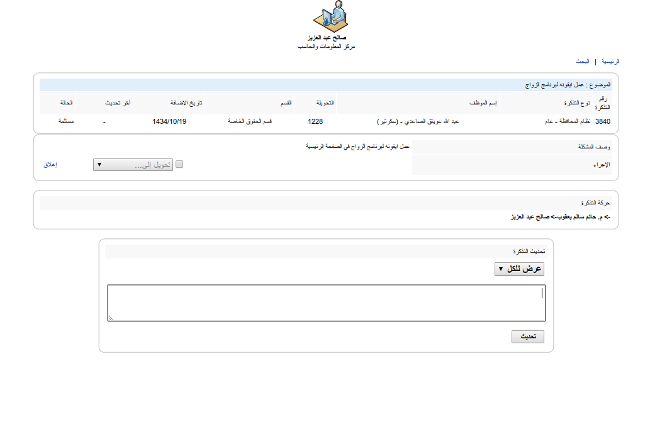 صالح عبد العزيز
مركز المعلومات والحاسب
الرئيسية | البحث
الموضوع : عمل ايقونه لبرنامج الزواج
رقم التذكرة نوع التذكرة إسم الموظف التحويلة القسم تاريخ الاضافة أخر تحديث الحالة
3840 نظام المحافظة - عام عبد الله عويتق الصاعدي - (سكرتير) 1228 قسم الحقوق الخاصة 1434/10/19 - مستلمة
وصف المشكلة عمل ايقونه لبرنامج الزواج في الصفحة الرئيسية
الإجراء تحويل الى.... إغلاق
حركة التذكرة
-> م. حاتم سالم يعقوب-> صالح عبد العزيز
تحديث التذكرة
عرض للكل
تحديث